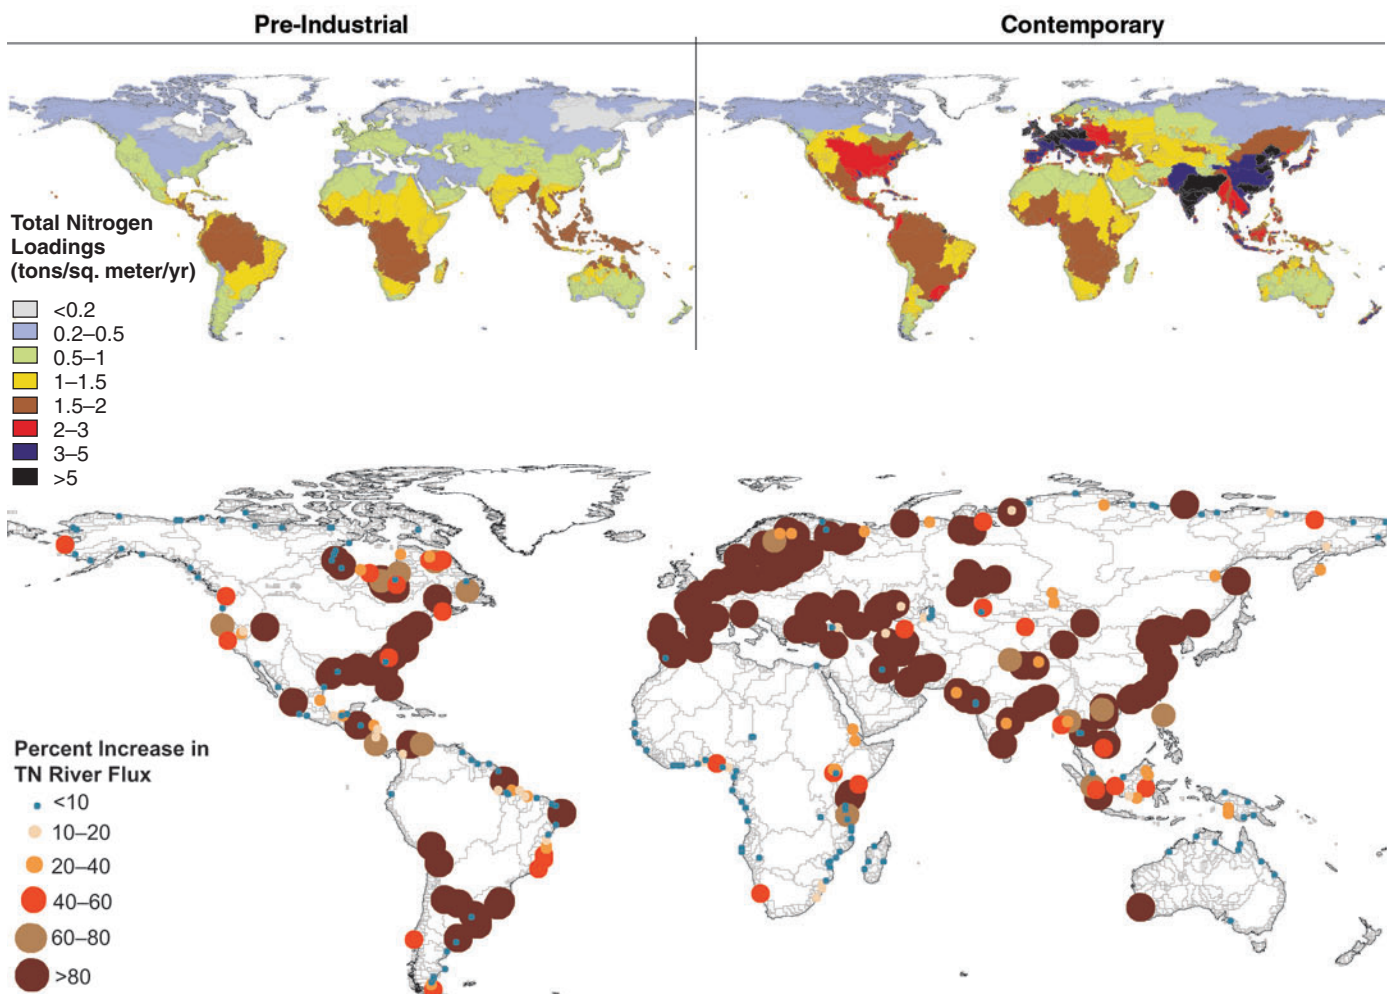 Pre-Industrial
Contemporary
Total Nitrogen
Loadings
(tons/sq. meter/yr)
<0.2
0.2–0.5
0.5–1
1–1.5
1.5–2
2–3
3–5
>5
Percent Increase in
TN River Flux
<10
10–20
20–40
40–60
60–80
>80